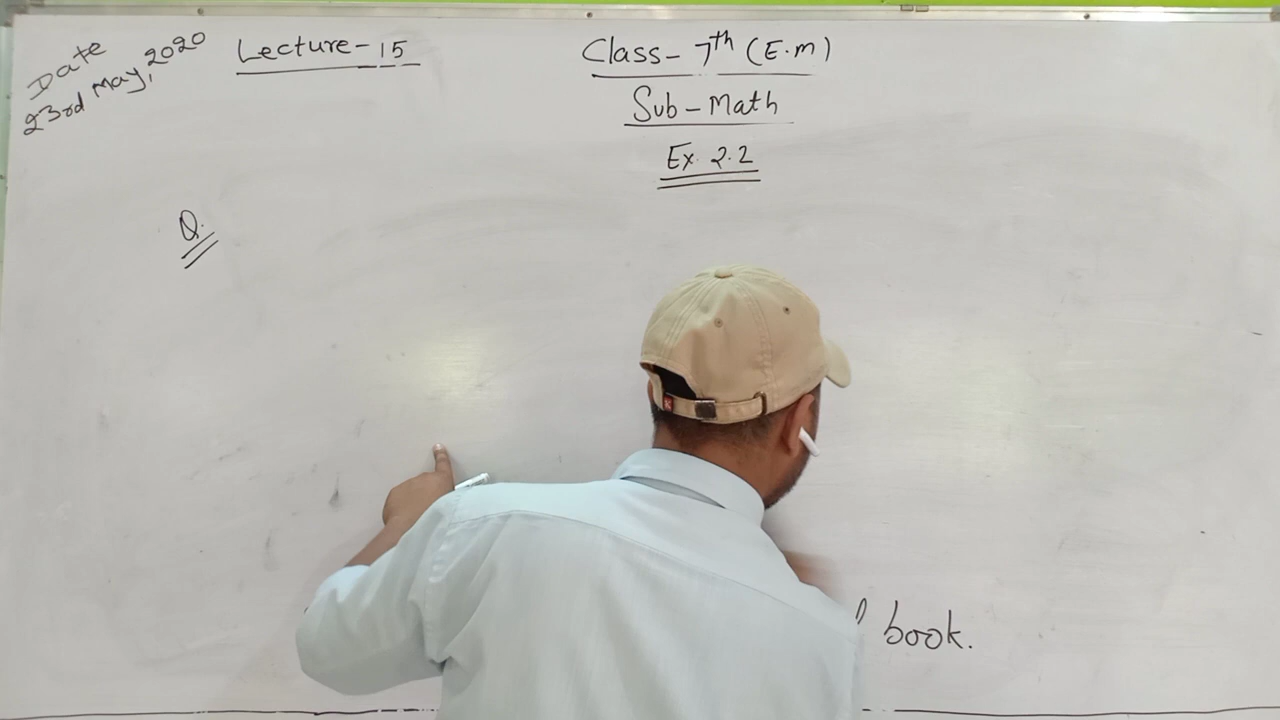 Date
23rd May, 2020
Lecture-15
Class- 7th (E.m)
Sub-Math
Ex. 2.2
Q.
book.